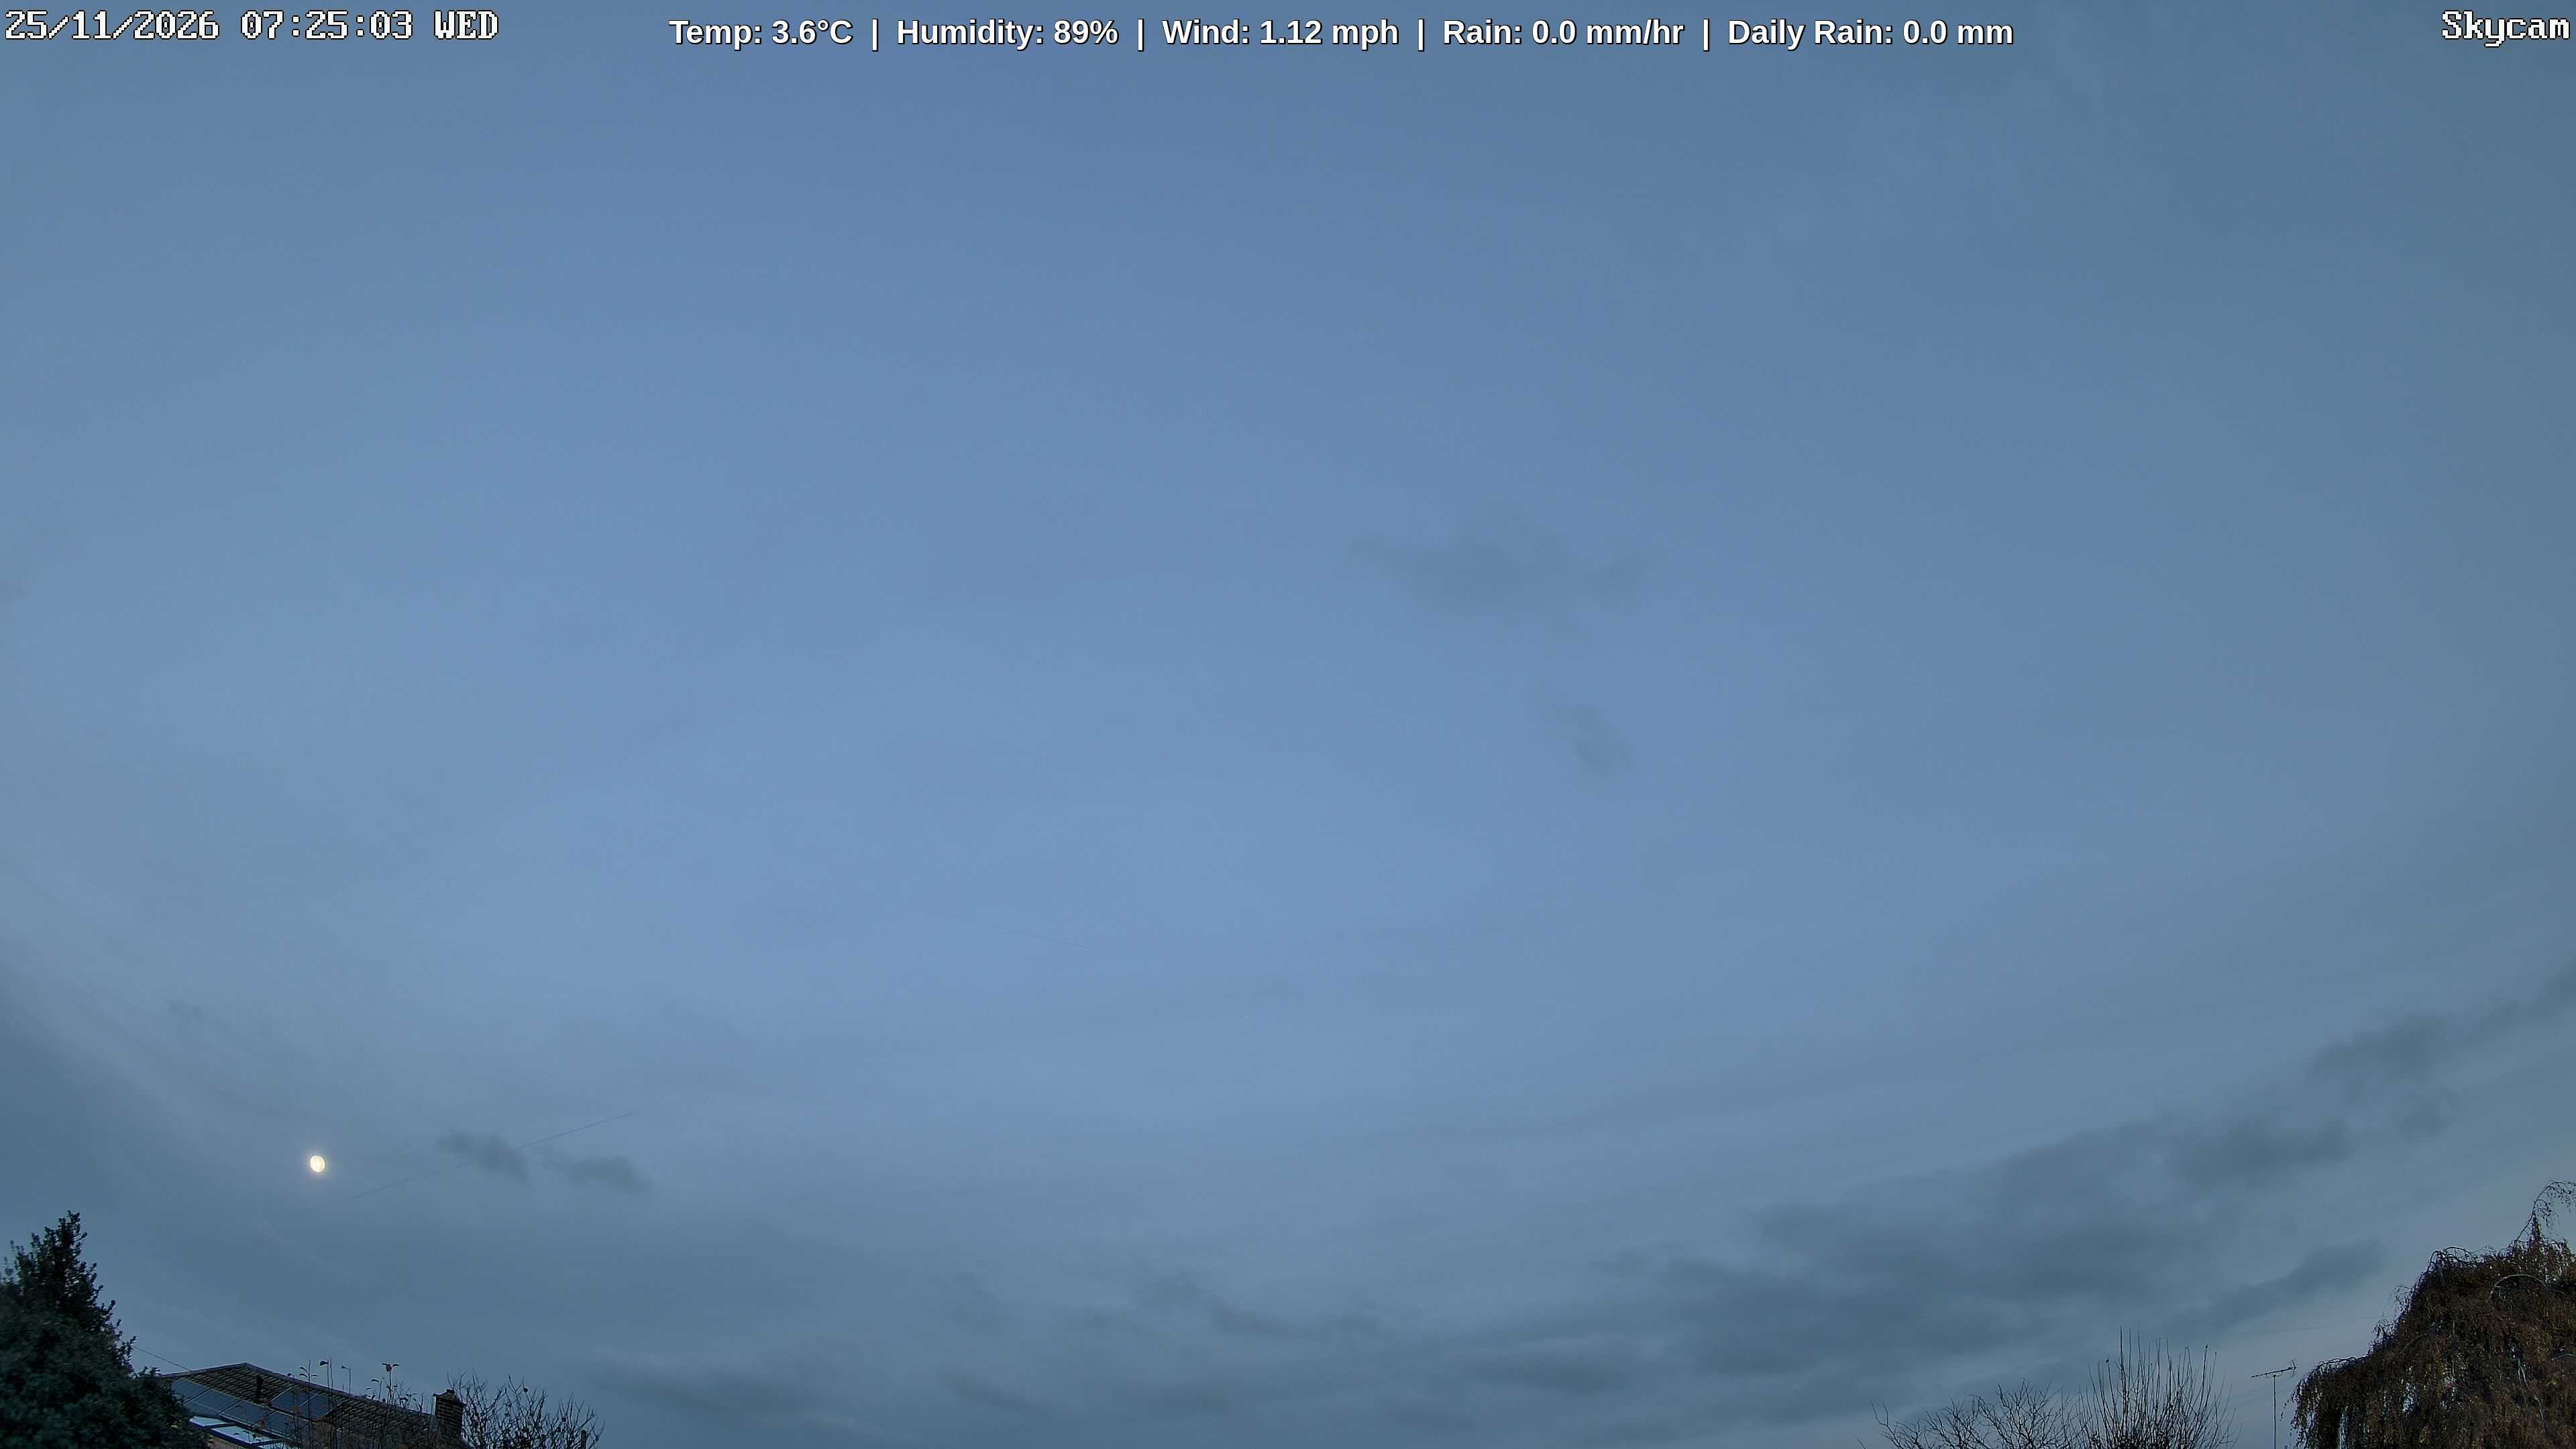 25/11/2026 07:25:03 WED
Temp: 3.6°C | Humidity: 89% | Wind: 1.12 mph | Rain: 0.0 mm/hr | Daily Rain: 0.0 mm
Skycam